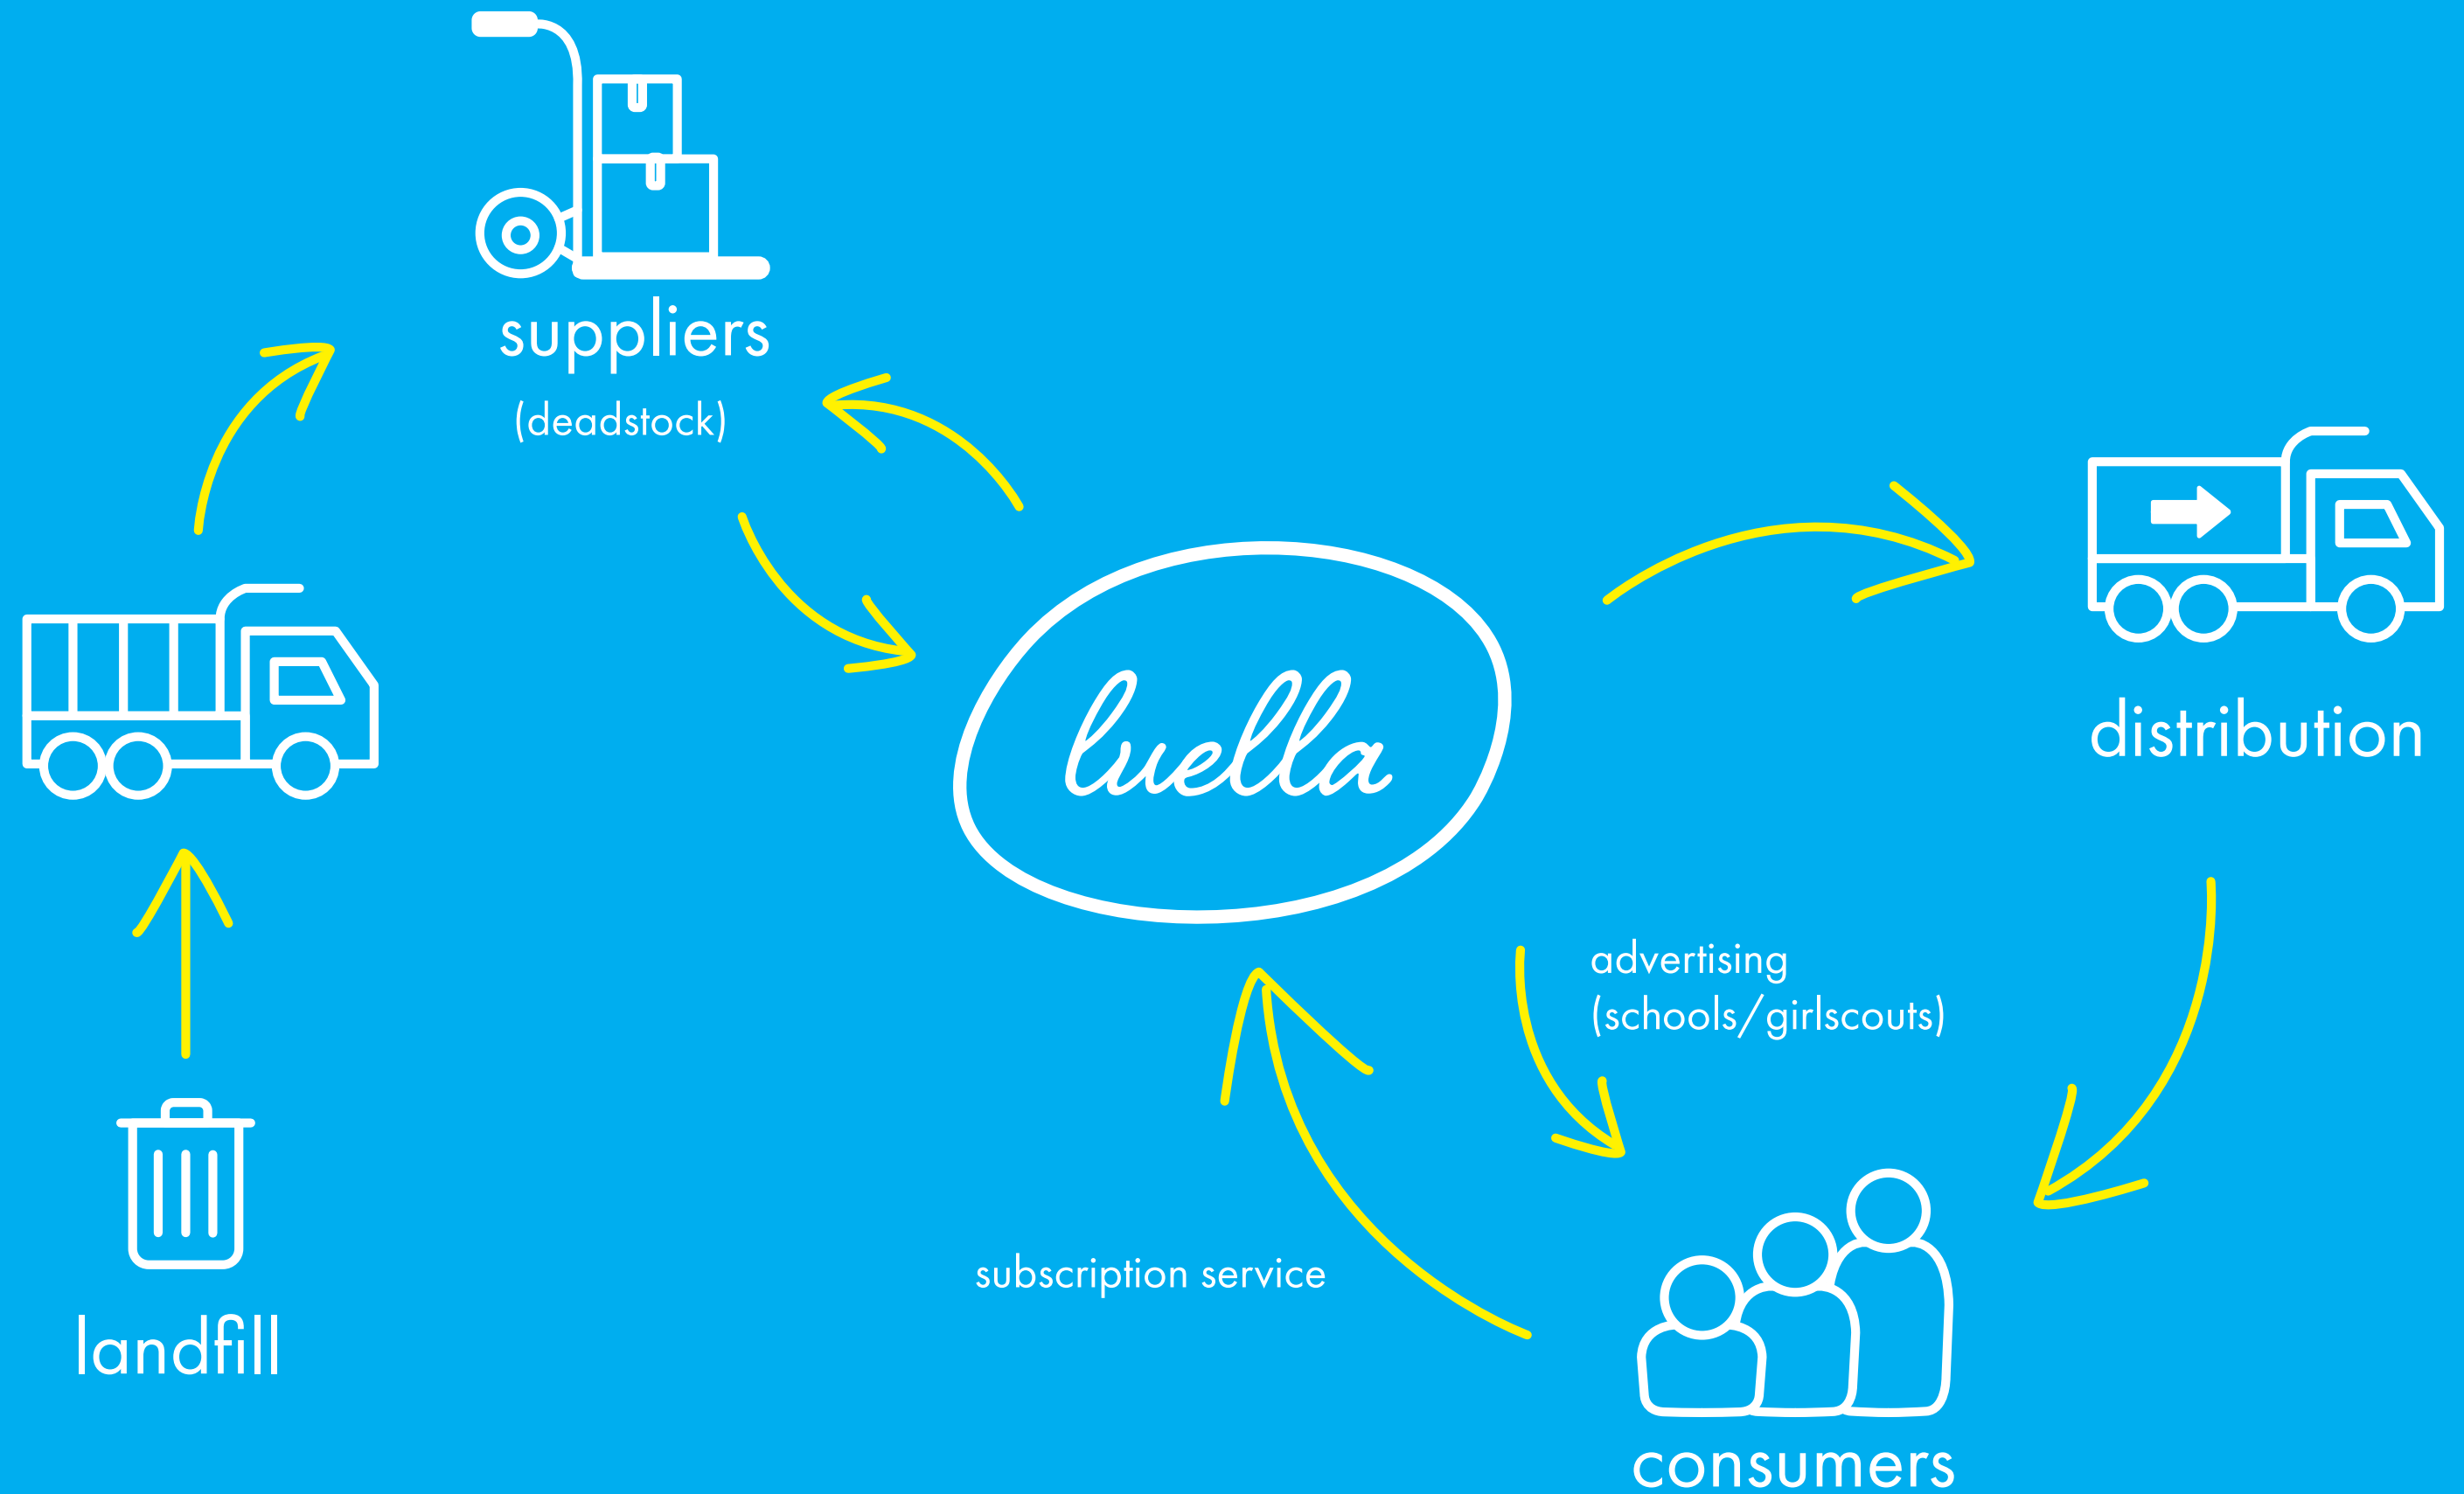 suppliers
(deadstock)
luella
distribution
advertising
(schools/girlscouts)
subscription service
landfill
consumers